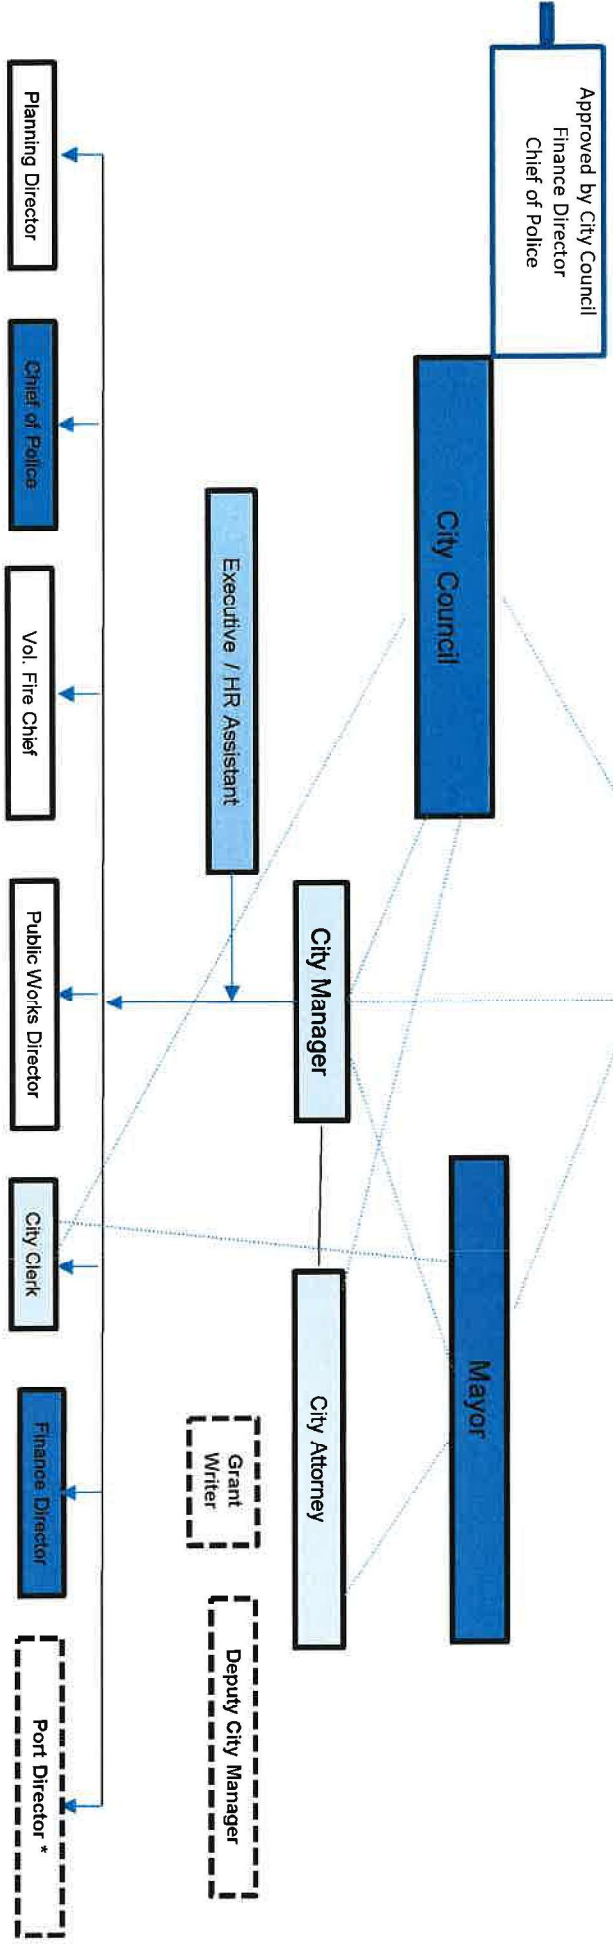 Approved by City Council
Finance Director
Chief of Police
City Council
Mayor
City Manager
City Attorney
Executive / HR Assistant
Grant
Writer
Deputy City Manager
Planning Director
Chief of Police
Vol. Fire Chief
Public Works Director
City Clerk
Finance Director
Port Director *